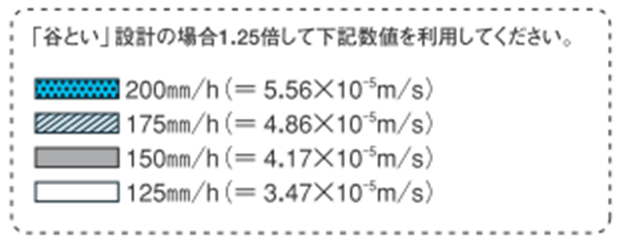 「谷とい」設計の場合1.25倍して下記数値を利用してください。
200㎜/h（＝ 5.56×10⁻⁵m/s）
175㎜/h（＝ 4.86×10⁻⁵m/s）
150㎜/h（＝ 4.17×10⁻⁵m/s）
125㎜/h（＝ 3.47×10⁻⁵m/s）